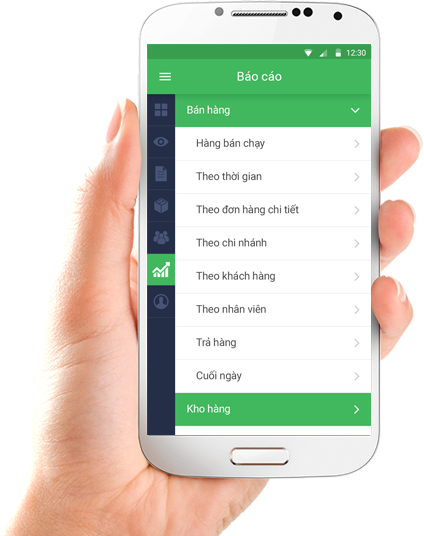 12:30
Báo cáo
Bán hàng
Hàng bán chạy
Theo thời gian
Theo đơn hàng chi tiết
Theo chi nhánh
Theo khách hàng
Theo nhân viên
Trả hàng
Cuối ngày
Kho hàng